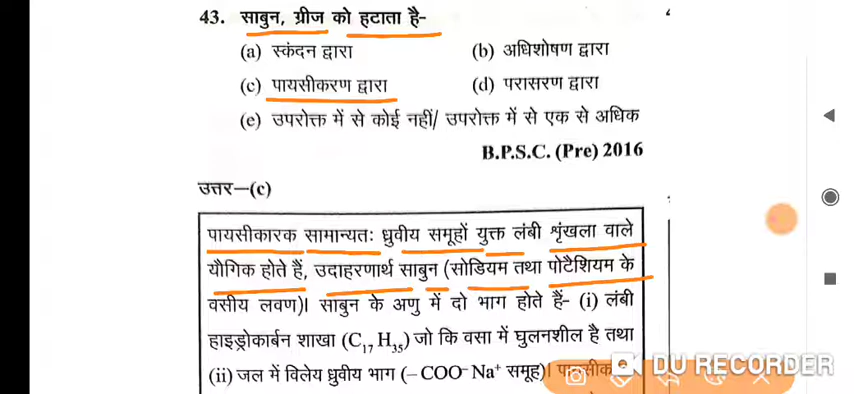 43. साबुन, ग्रीज को हटाता है-
(a) स्कंदन द्वारा (b) अधिशोषण द्वारा
(c) पायसीकरण द्वारा (d) परासरण द्वारा
(e) उपरोक्त में से कोई नहीं/ उपरोक्त में से एक से अधिक
B.P.S.C. (Pre) 2016
उत्तर—(c)
पायसीकारक सामान्यतः ध्रुवीय समूहों युक्त लंबी शृंखला वाले
यौगिक होते हैं, उदाहरणार्थ साबुन (सोडियम तथा पोटैशियम के
वसीय लवण)। साबुन के अणु में दो भाग होते हैं- (i) लंबी
हाइड्रोकार्बन शाखा (C₁₇H₃₅) जो कि वसा में घुलनशील है तथा
(ii) जल में विलेय ध्रुवीय भाग (–COO⁻Na⁺ समूह)।
DU RECORDER